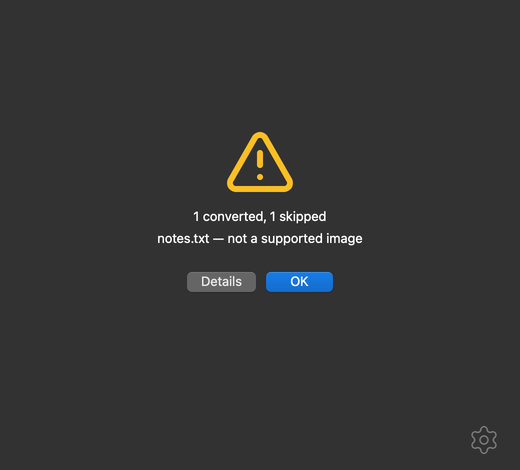 1 converted, 1 skipped
notes.txt — not a supported image
Details OK